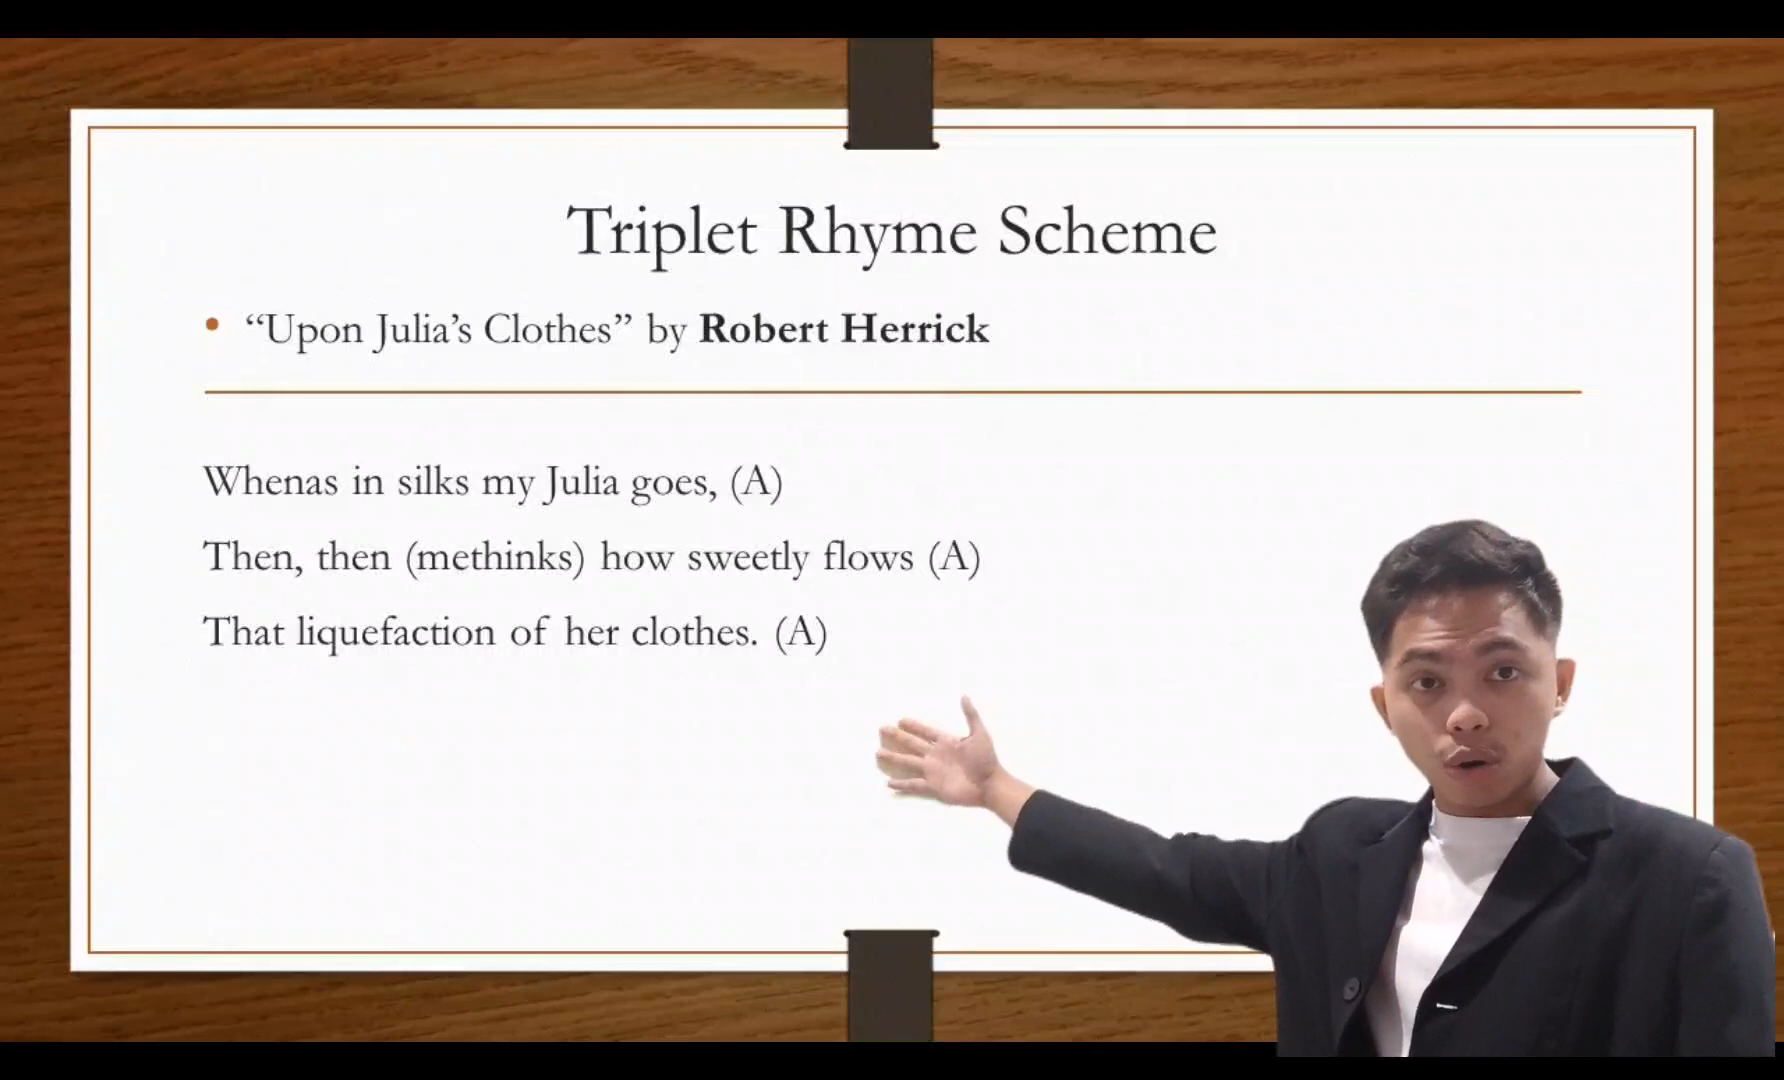 Triplet Rhyme Scheme
• “Upon Julia’s Clothes” by Robert Herrick
Whenas in silks my Julia goes, (A)
Then, then (methinks) how sweetly flows (A)
That liquefaction of her clothes. (A)